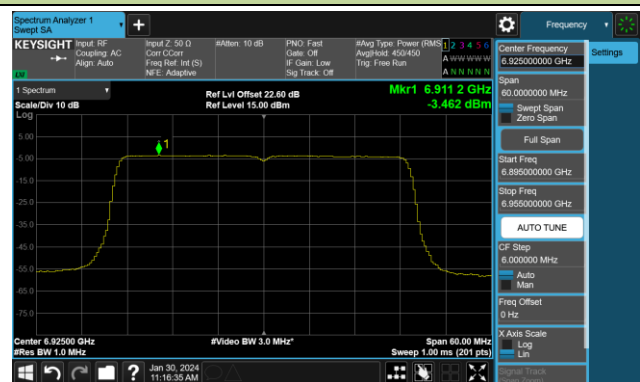 Spectrum Analyzer 1
Swept SA
Frequency
KEYSIGHT
Input: RF
Coupling: AC
Align: Auto
Input Z: 50 Ω
Corr CCorr
Freq Ref: Int (S)
NFE: Adaptive
#Atten: 10 dB
PNO: Fast
Gate: Off
IF Gain: Low
Sig Track: Off
#Avg Type: Power (RMS
Avg|Hold: 450/450
Trig: Free Run
1 2 3 4 5 6
A W W W W W
A N N N N N
LXI
1 Spectrum
Scale/Div 10 dB
Log
Ref Lvl Offset 22.60 dB
Ref Level 15.00 dBm
Mkr1 6.911 2 GHz
-3.462 dBm
1
5.00
-5.00
-15.0
-25.0
-35.0
-45.0
-55.0
-65.0
-75.0
Center 6.92500 GHz
#Res BW 1.0 MHz
#Video BW 3.0 MHz*
Span 60.00 MHz
Sweep 1.00 ms (201 pts)
Center Frequency
6.925000000 GHz
Span
60.0000000 MHz
Swept Span
Zero Span
Full Span
Start Freq
6.895000000 GHz
Stop Freq
6.955000000 GHz
AUTO TUNE
CF Step
6.000000 MHz
Auto
Man
Freq Offset
0 Hz
X Axis Scale
Log
Lin
Signal Track
(Span Zoom)
Settings
?
Jan 30, 2024
11:16:35 AM